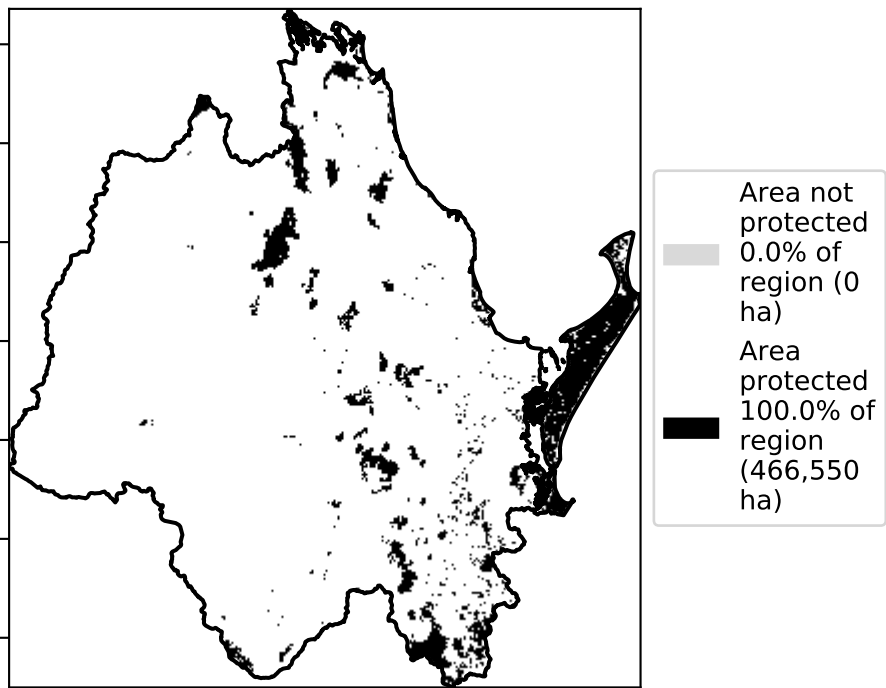 Area not
protected
0.0% of
region (0
ha)
Area
protected
100.0% of
region
(466,550
ha)